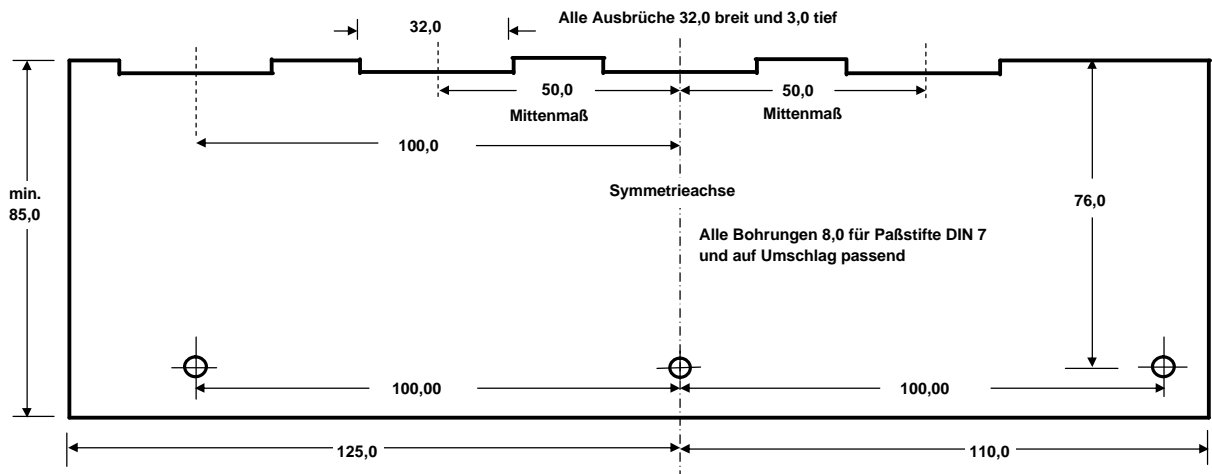 Alle Ausbrüche 32,0 breit und 3,0 tief
32,0
50,0
50,0
Mittenmaß
Mittenmaß
100,0
min.
85,0
Symmetrieachse
76,0
Alle Bohrungen 8,0 für Paßstifte DIN 7
und auf Umschlag passend
100,00
100,00
125,0
110,0